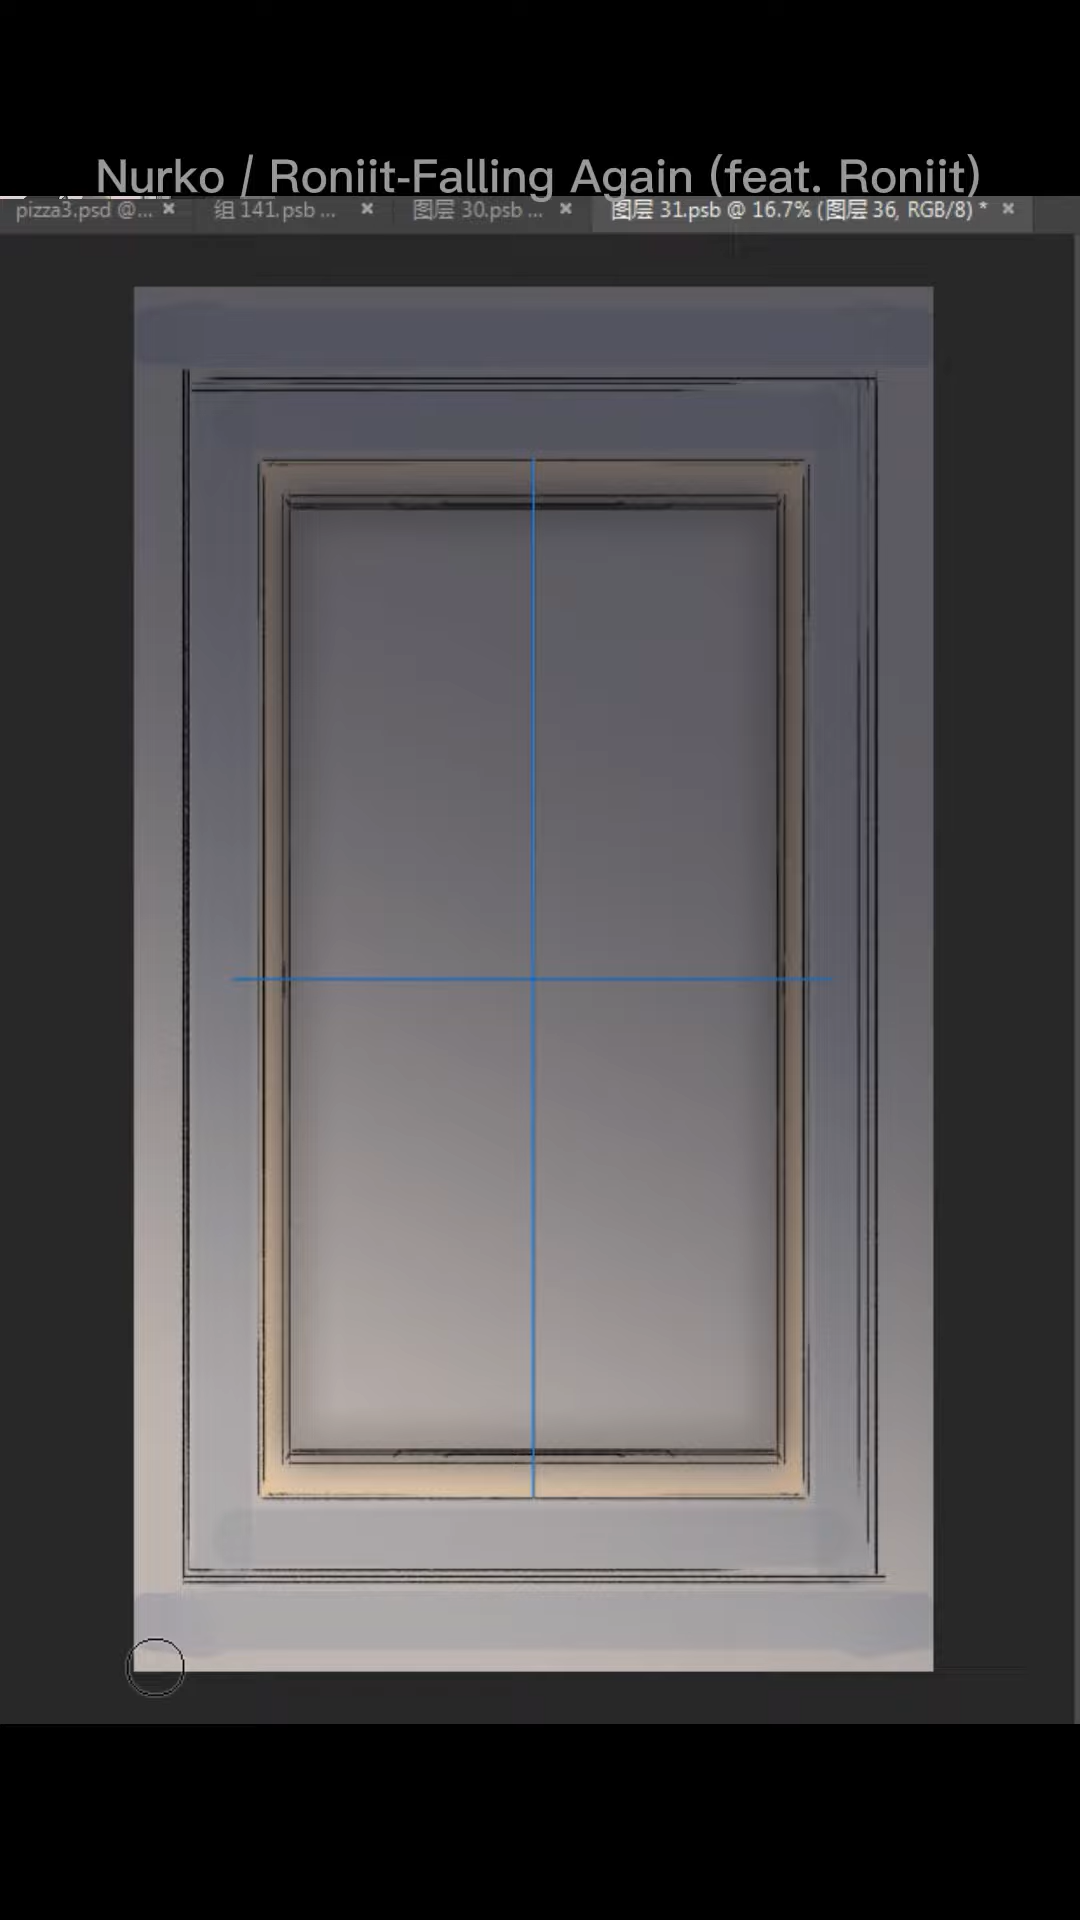 Nurko / Roniit-Falling Again (feat. Roniit)
pizza3.psd @... × 组 141.psb ... × 图层 30.psb ... × 图层 31.psb @ 16.7% (图层 36, RGB/8) * ×